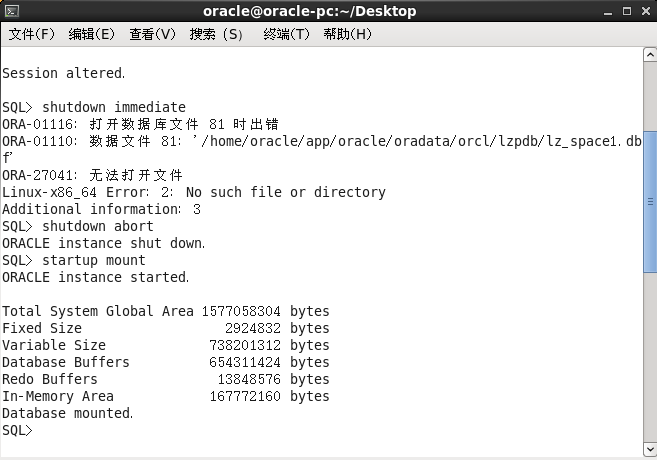 oracle@oracle-pc:~/Desktop
文件(F) 编辑(E) 查看(V) 搜索 (S) 终端(T) 帮助(H)
Session altered.
SQL> shutdown immediate
ORA-01116: 打开数据库文件 81 时出错
ORA-01110: 数据文件 81: '/home/oracle/app/oracle/oradata/orcl/lzpdb/lz_space1.db
f'
ORA-27041: 无法打开文件
Linux-x86_64 Error: 2: No such file or directory
Additional information: 3
SQL> shutdown abort
ORACLE instance shut down.
SQL> startup mount
ORACLE instance started.
Total System Global Area 1577058304 bytes
Fixed Size 2924832 bytes
Variable Size 738201312 bytes
Database Buffers 654311424 bytes
Redo Buffers 13848576 bytes
In-Memory Area 167772160 bytes
Database mounted.
SQL>